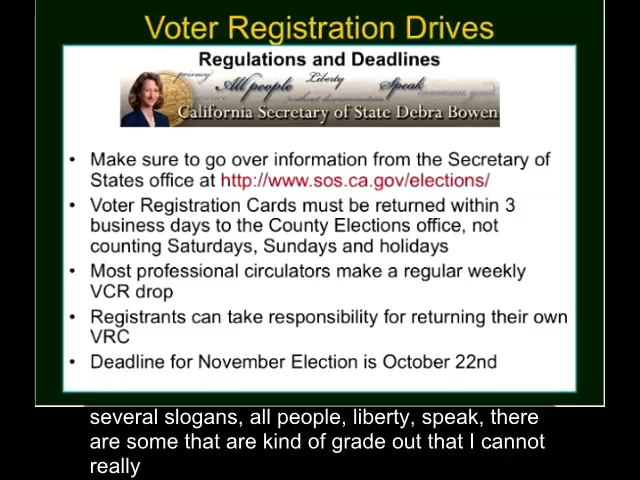 Voter Registration Drives
Regulations and Deadlines
privacy All people Liberty Speak
without discrimination common good
California Secretary of State Debra Bowen
• Make sure to go over information from the Secretary of
States office at http://www.sos.ca.gov/elections/
• Voter Registration Cards must be returned within 3
business days to the County Elections office, not
counting Saturdays, Sundays and holidays
• Most professional circulators make a regular weekly
VCR drop
• Registrants can take responsibility for returning their own
VRC
• Deadline for November Election is October 22nd
several slogans, all people, liberty, speak, there
are some that are kind of grade out that I cannot
really